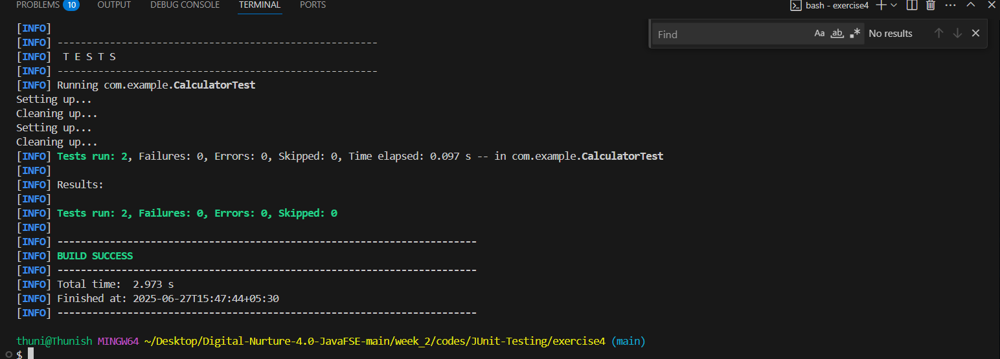 PROBLEMS 10 OUTPUT DEBUG CONSOLE TERMINAL PORTS bash - exercise4
Find Aa ab No results
[INFO]
[INFO] -------------------------------------------------------
[INFO]  T E S T S
[INFO] -------------------------------------------------------
[INFO] Running com.example.CalculatorTest
Setting up...
Cleaning up...
Setting up...
Cleaning up...
[INFO] Tests run: 2, Failures: 0, Errors: 0, Skipped: 0, Time elapsed: 0.097 s -- in com.example.CalculatorTest
[INFO]
[INFO] Results:
[INFO]
[INFO] Tests run: 2, Failures: 0, Errors: 0, Skipped: 0
[INFO]
[INFO] ------------------------------------------------------------------------
[INFO] BUILD SUCCESS
[INFO] ------------------------------------------------------------------------
[INFO] Total time:  2.973 s
[INFO] Finished at: 2025-06-27T15:47:44+05:30
[INFO] ------------------------------------------------------------------------
thuni@Thunish MINGW64 ~/Desktop/Digital-Nurture-4.0-JavaFSE-main/week_2/codes/JUnit-Testing/exercise4 (main)
$